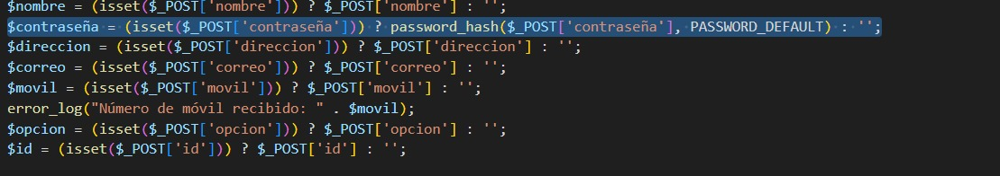 $nombre = (isset($_POST['nombre'])) ? $_POST['nombre'] : '';
$contraseña = (isset($_POST['contraseña'])) ? password_hash($_POST['contraseña'], PASSWORD_DEFAULT) : '';
$direccion = (isset($_POST['direccion'])) ? $_POST['direccion'] : '';
$correo = (isset($_POST['correo'])) ? $_POST['correo'] : '';
$movil = (isset($_POST['movil'])) ? $_POST['movil'] : '';
error_log("Número de móvil recibido: " . $movil);
$opcion = (isset($_POST['opcion'])) ? $_POST['opcion'] : '';
$id = (isset($_POST['id'])) ? $_POST['id'] : '';